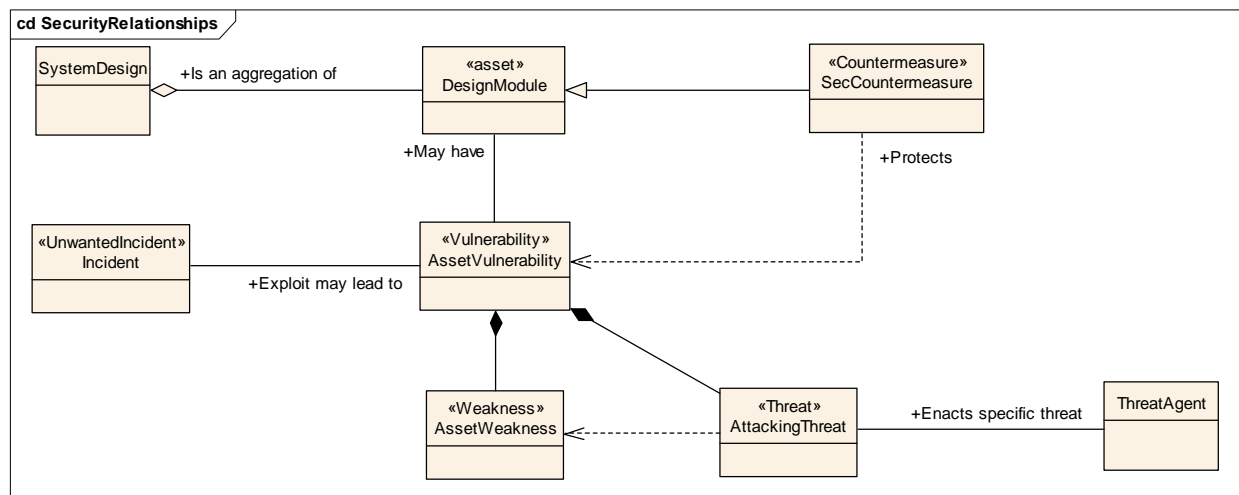 cd SecurityRelationships
SystemDesign
+Is an aggregation of
«asset»
DesignModule
«Countermeasure»
SecCountermeasure
+May have
+Protects
«UnwantedIncident»
Incident
+Exploit may lead to
«Vulnerability»
AssetVulnerability
«Weakness»
AssetWeakness
«Threat»
AttackingThreat
+Enacts specific threat
ThreatAgent